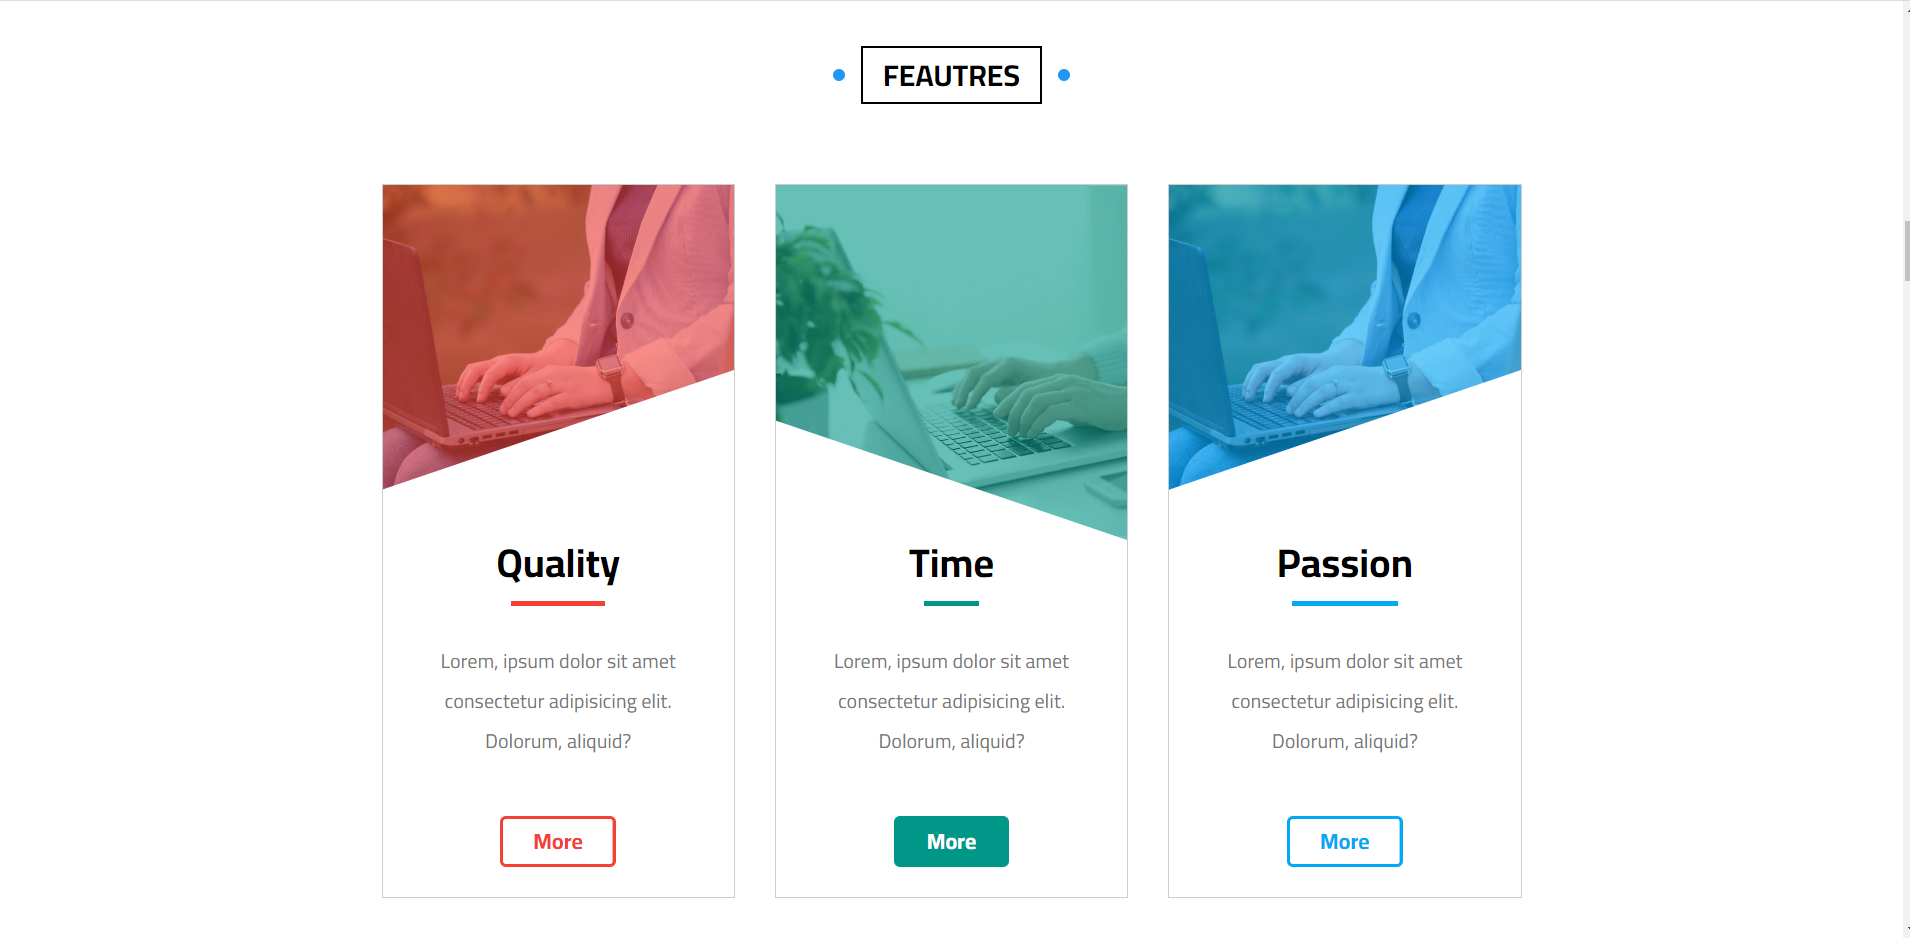 FEAUTRES
Quality
Lorem, ipsum dolor sit amet
consectetur adipisicing elit.
Dolorum, aliquid?
More
Time
Lorem, ipsum dolor sit amet
consectetur adipisicing elit.
Dolorum, aliquid?
More
Passion
Lorem, ipsum dolor sit amet
consectetur adipisicing elit.
Dolorum, aliquid?
More